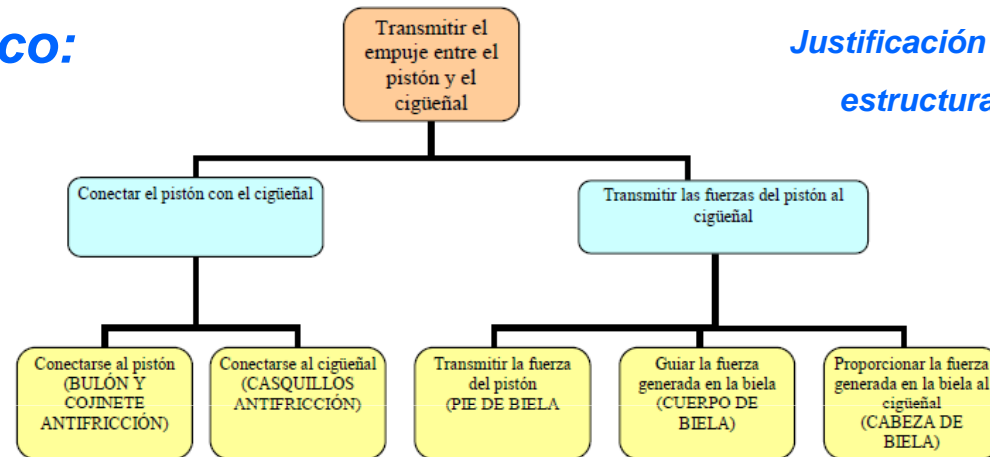 co:
Justificación
estructura
Transmitir el
empuje entre el
pistón y el
cigüeñal
Conectar el pistón con el cigüeñal
Transmitir las fuerzas del pistón al
cigüeñal
Conectarse al pistón
(BULÓN Y
COJINETE
ANTIFRICCIÓN)
Conectarse al cigüeñal
(CASQUILLOS
ANTIFRICCIÓN)
Transmitir la fuerza
del pistón
(PIE DE BIELA
Guiar la fuerza
generada en la biela
(CUERPO DE
BIELA)
Proporcionar la fuerza
generada en la biela al
cigüeñal
(CABEZA DE
BIELA)